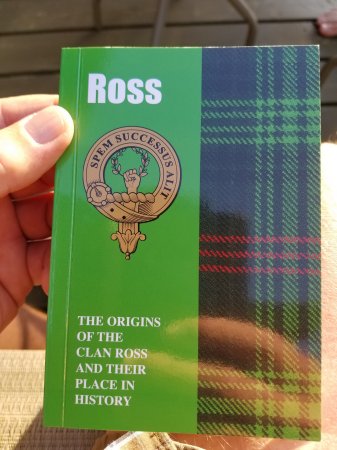 Ross
SPEM SUCCESSUS ALIT
THE ORIGINS
OF THE
CLAN ROSS
AND THEIR
PLACE IN
HISTORY